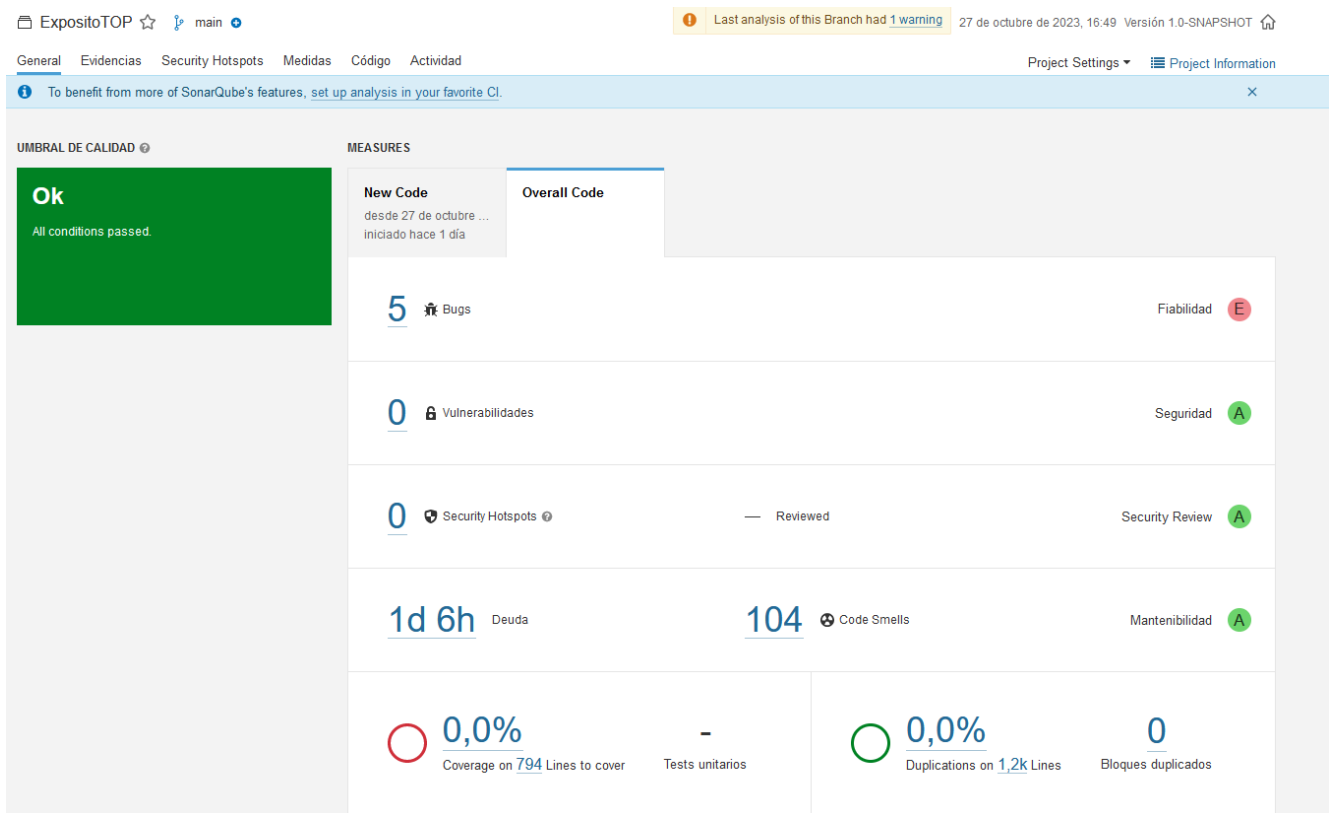 ExpositoTOP main Last analysis of this Branch had 1 warning 27 de octubre de 2023, 16:49 Versión 1.0-SNAPSHOT
General Evidencias Security Hotspots Medidas Código Actividad Project Settings Project Information
To benefit from more of SonarQube's features, set up analysis in your favorite CI.
UMBRAL DE CALIDAD MEASURES
Ok
All conditions passed.
New Code
desde 27 de octubre ...
iniciado hace 1 día
Overall Code
5 Bugs Fiabilidad E
0 Vulnerabilidades Seguridad A
0 Security Hotspots — Reviewed Security Review A
1d 6h Deuda 104 Code Smells Mantenibilidad A
0,0%
Coverage on 794 Lines to cover
-
Tests unitarios
0,0%
Duplications on 1,2k Lines
0
Bloques duplicados